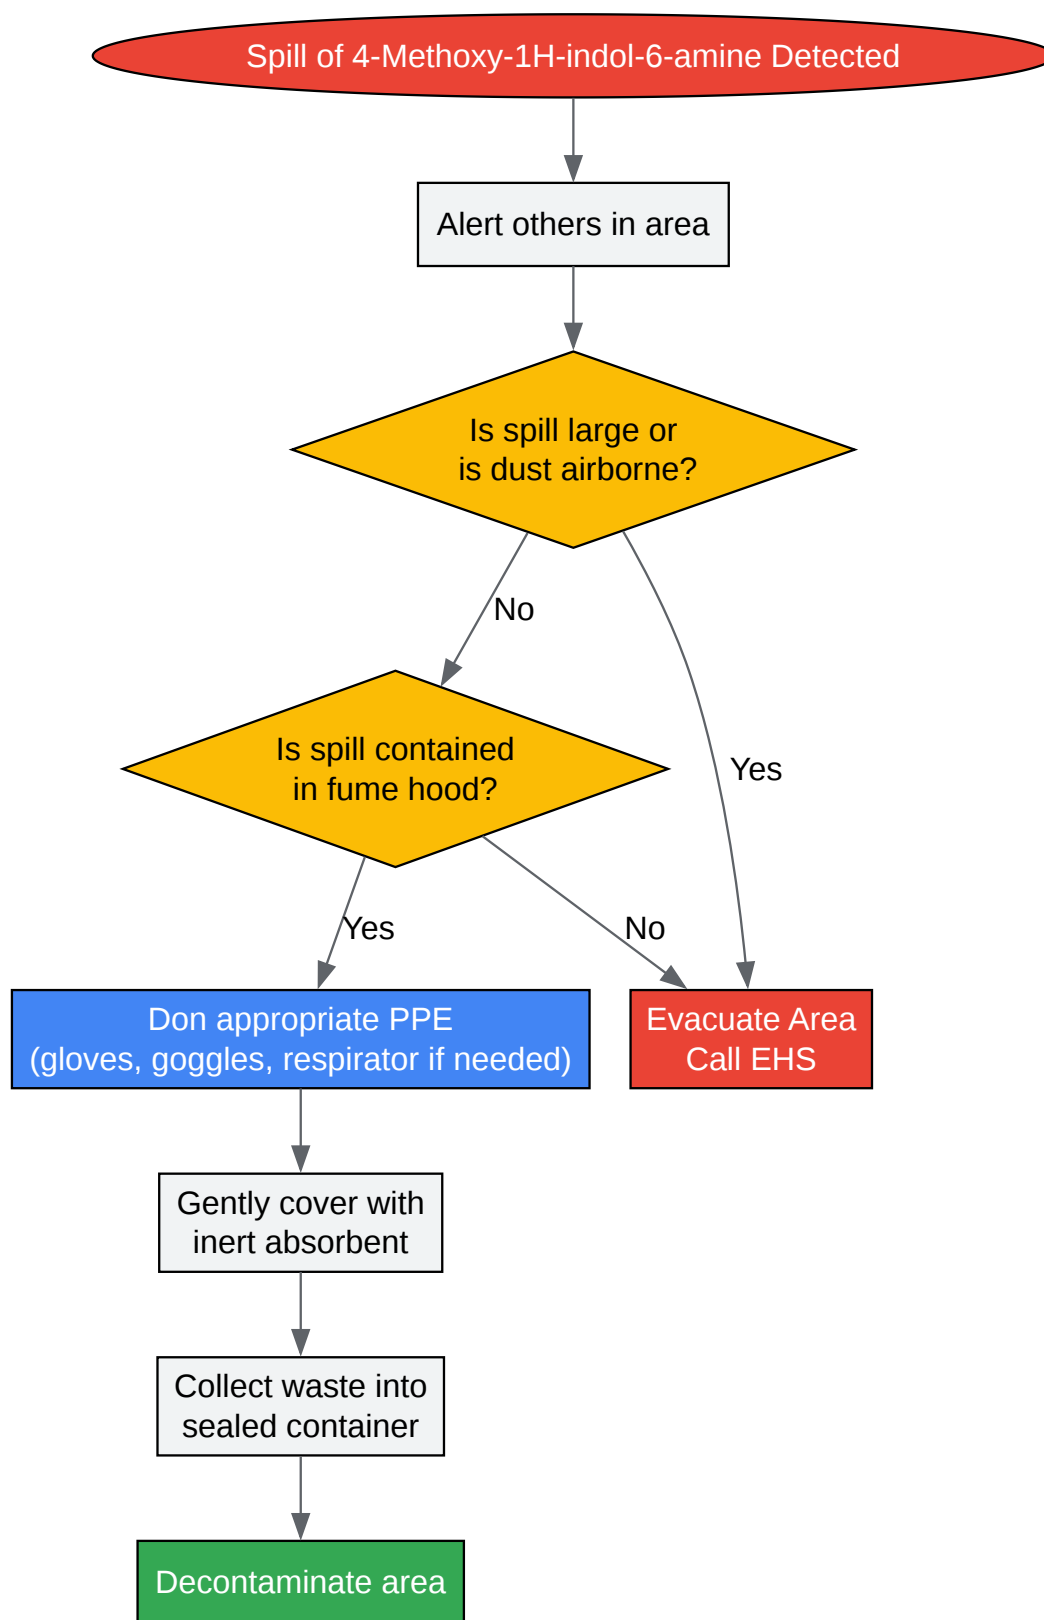 Spill of 4-Methoxy-1H-indol-6-amine Detected
Alert others in area
Is spill large or
is dust airborne?
No
Yes
Is spill contained
in fume hood?
Yes
No
Don appropriate PPE
(gloves, goggles, respirator if needed)
Evacuate Area
Call EHS
Gently cover with
inert absorbent
Collect waste into
sealed container
Decontaminate area